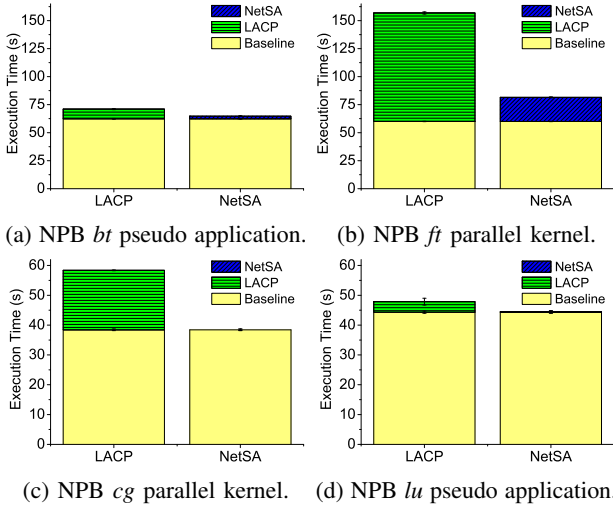 Execution Time (s)
150
125
100
75
50
25
0
NetSA
LACP
Baseline
LACP
NetSA
(a) NPB bt pseudo application.
Execution Time (s)
150
125
100
75
50
25
0
NetSA
LACP
Baseline
LACP
NetSA
(b) NPB ft parallel kernel.
Execution Time (s)
60
50
40
30
20
10
0
NetSA
LACP
Baseline
LACP
NetSA
(c) NPB cg parallel kernel.
Execution Time (s)
60
50
40
30
20
10
0
NetSA
LACP
Baseline
LACP
NetSA
(d) NPB lu pseudo application.